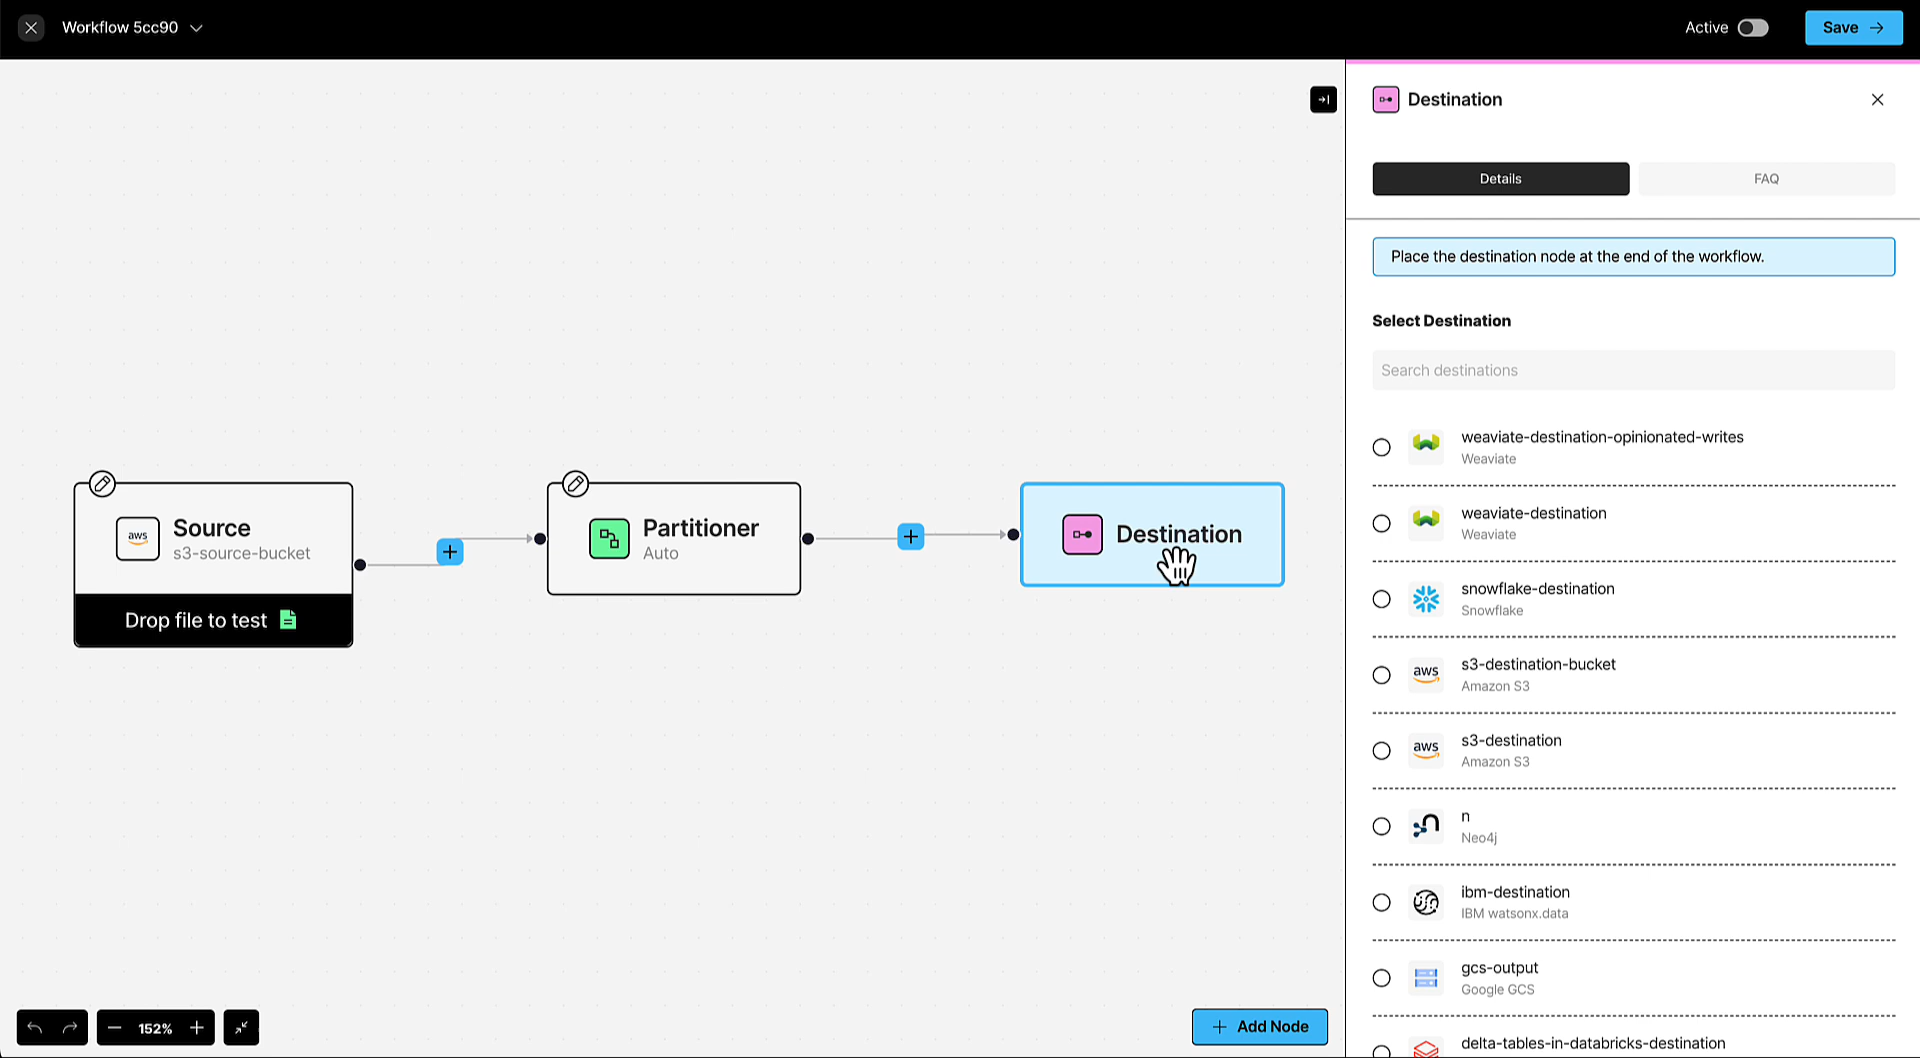 Workflow 5cc90
Active
Save
Destination
Details
FAQ
Place the destination node at the end of the workflow.
Select Destination
Search destinations
weaviate-destination-opinionated-writes
Weaviate
weaviate-destination
Weaviate
snowflake-destination
Snowflake
aws
s3-destination-bucket
Amazon S3
aws
s3-destination
Amazon S3
n
Neo4j
ibm-destination
IBM watsonx.data
gcs-output
Google GCS
delta-tables-in-databricks-destination
aws
Source
s3-source-bucket
Drop file to test
Partitioner
Auto
Destination
152%
Add Node